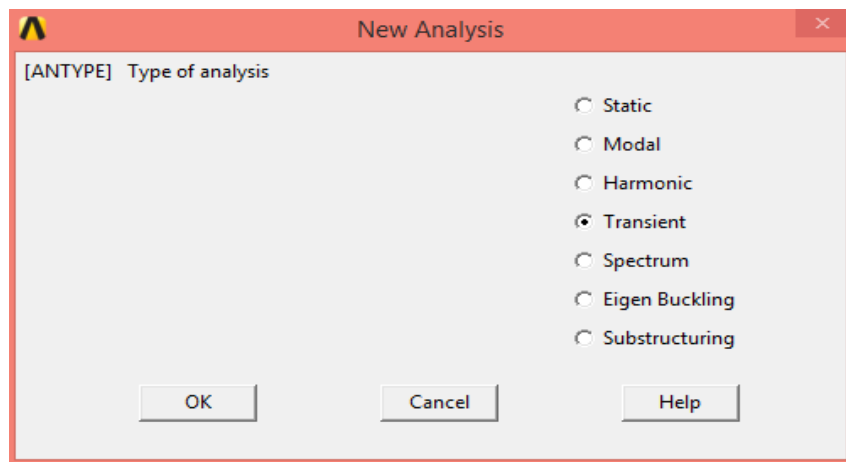 New Analysis
[ANTYPE] Type of analysis
Static
Modal
Harmonic
Transient
Spectrum
Eigen Buckling
Substructuring
OK Cancel Help